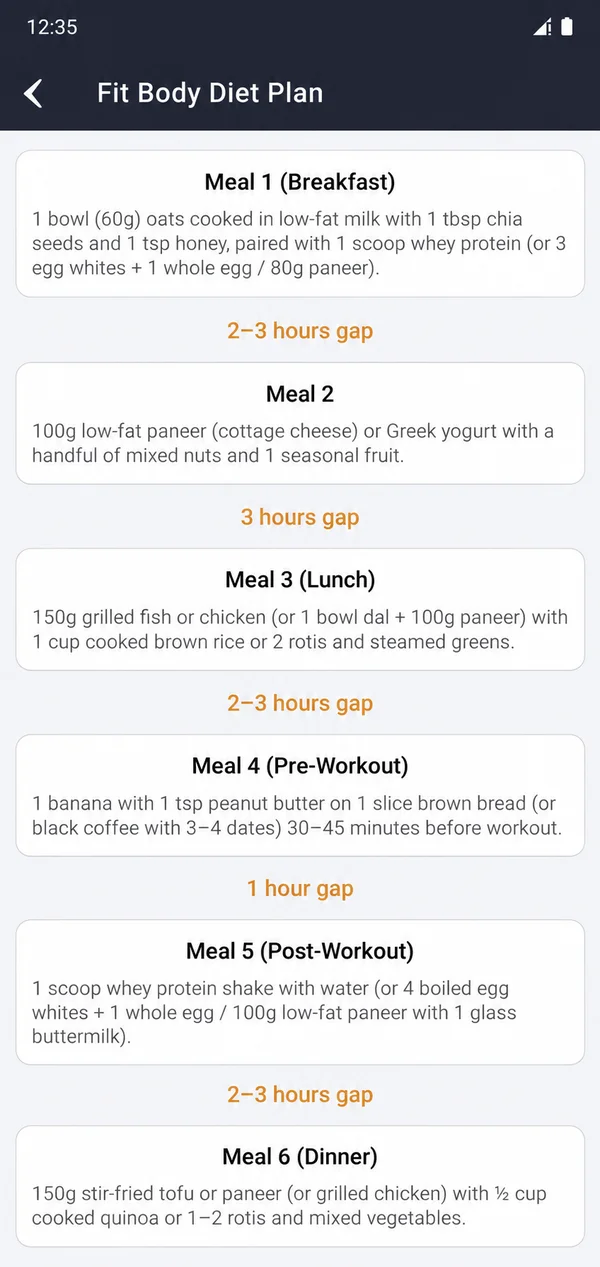 12:35
Fit Body Diet Plan
Meal 1 (Breakfast)
1 bowl (60g) oats cooked in low-fat milk with 1 tbsp chia
seeds and 1 tsp honey, paired with 1 scoop whey protein (or 3
egg whites + 1 whole egg / 80g paneer).
2–3 hours gap
Meal 2
100g low-fat paneer (cottage cheese) or Greek yogurt with a
handful of mixed nuts and 1 seasonal fruit.
3 hours gap
Meal 3 (Lunch)
150g grilled fish or chicken (or 1 bowl dal + 100g paneer) with
1 cup cooked brown rice or 2 rotis and steamed greens.
2–3 hours gap
Meal 4 (Pre-Workout)
1 banana with 1 tsp peanut butter on 1 slice brown bread (or
black coffee with 3–4 dates) 30–45 minutes before workout.
1 hour gap
Meal 5 (Post-Workout)
1 scoop whey protein shake with water (or 4 boiled egg
whites + 1 whole egg / 100g low-fat paneer with 1 glass
buttermilk).
2–3 hours gap
Meal 6 (Dinner)
150g stir-fried tofu or paneer (or grilled chicken) with ½ cup
cooked quinoa or 1–2 rotis and mixed vegetables.